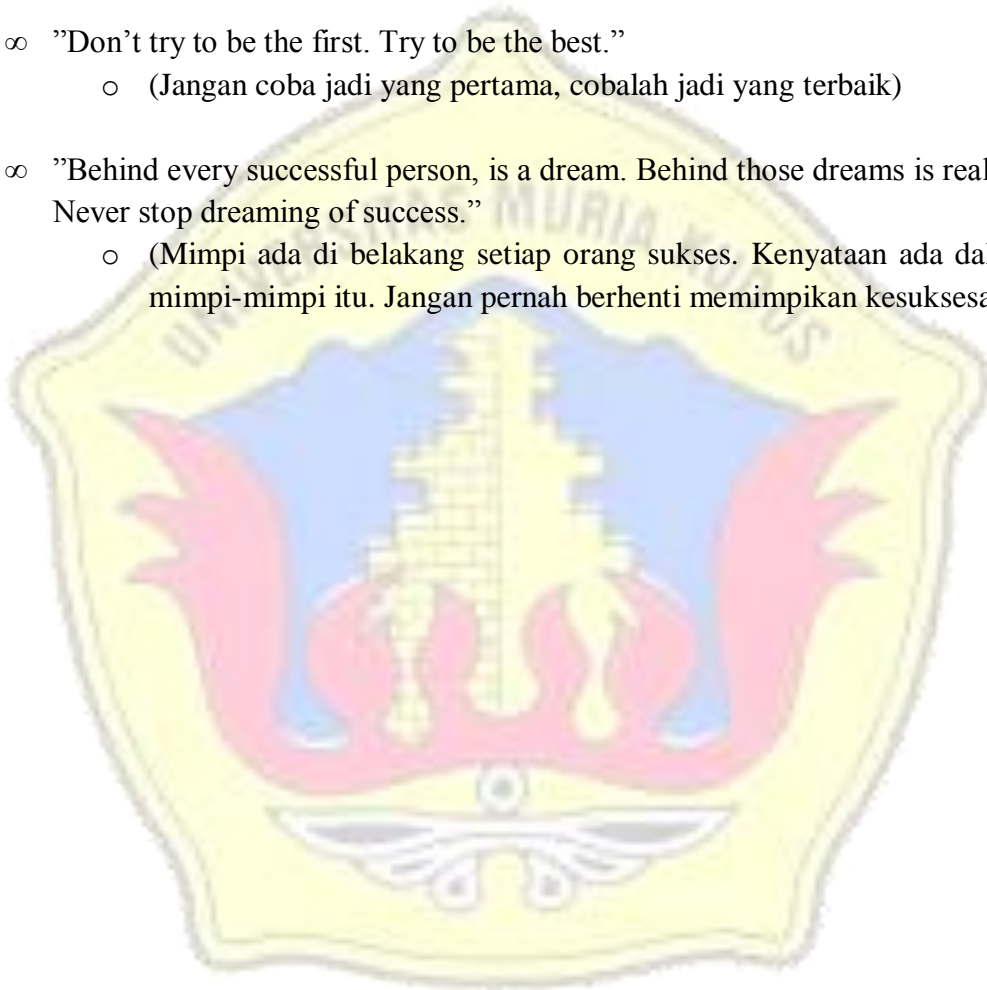 ∞ ”Don’t try to be the first. Try to be the best.”
o (Jangan coba jadi yang pertama, cobalah jadi yang terbaik)
∞ ”Behind every successful person, is a dream. Behind those dreams is real
Never stop dreaming of success.”
o (Mimpi ada di belakang setiap orang sukses. Kenyataan ada dal
mimpi-mimpi itu. Jangan pernah berhenti memimpikan kesuksesa
UNIVERSITAS MURIA KUDUS